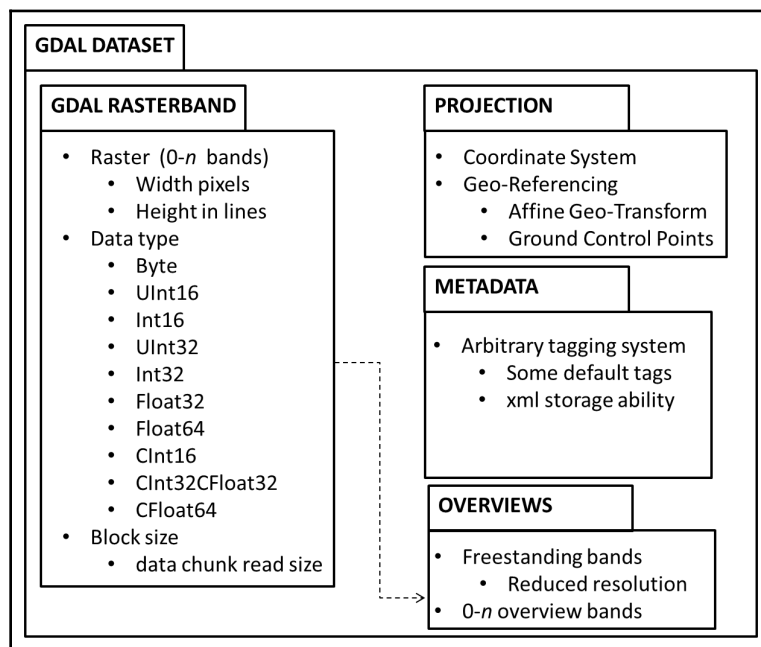 GDAL DATASET
GDAL RASTERBAND
• Raster (0-n bands)
• Width pixels
• Height in lines
• Data type
• Byte
• UInt16
• Int16
• UInt32
• Int32
• Float32
• Float64
• CInt16
• CInt32CFloat32
• CFloat64
• Block size
• data chunk read size
PROJECTION
• Coordinate System
• Geo-Referencing
• Affine Geo-Transform
• Ground Control Points
METADATA
• Arbitrary tagging system
• Some default tags
• xml storage ability
OVERVIEWS
• Freestanding bands
• Reduced resolution
• 0-n overview bands